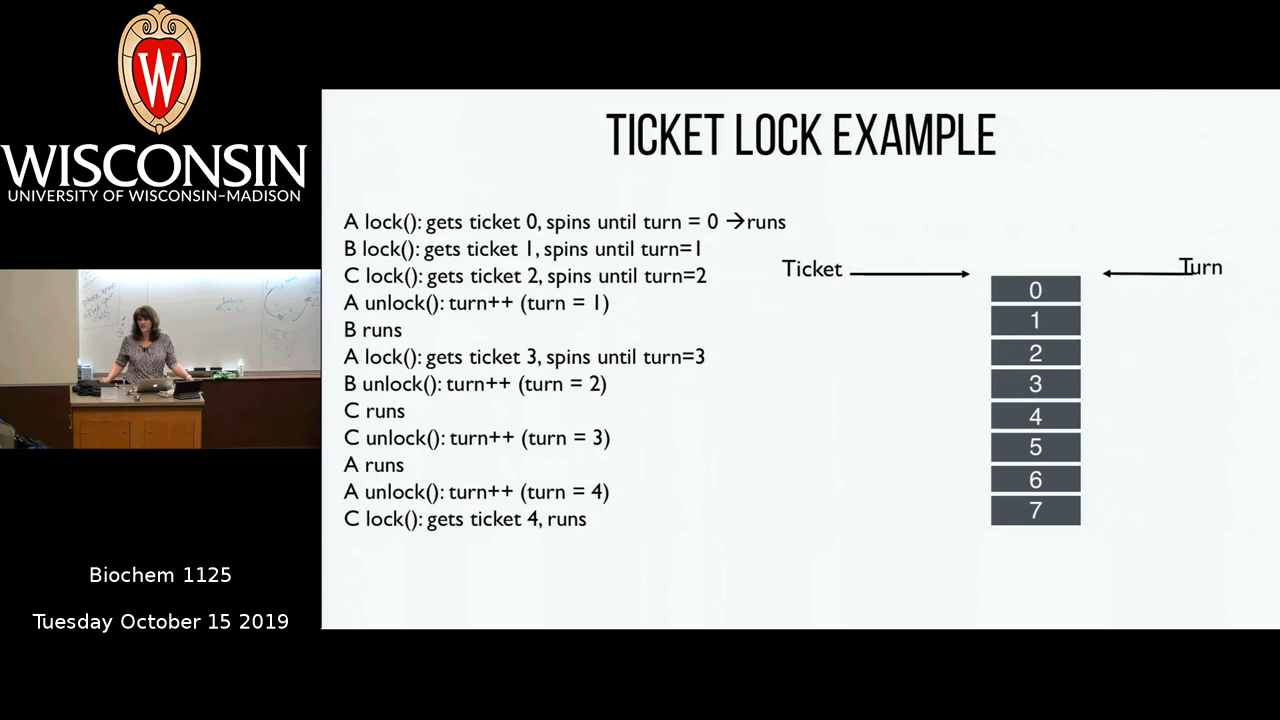 W
WISCONSIN
UNIVERSITY OF WISCONSIN-MADISON
please move
Biochem 1125
Tuesday October 15 2019
TICKET LOCK EXAMPLE
A lock(): gets ticket 0, spins until turn = 0 →runs
B lock(): gets ticket 1, spins until turn=1
C lock(): gets ticket 2, spins until turn=2
A unlock(): turn++ (turn = 1)
B runs
A lock(): gets ticket 3, spins until turn=3
B unlock(): turn++ (turn = 2)
C runs
C unlock(): turn++ (turn = 3)
A runs
A unlock(): turn++ (turn = 4)
C lock(): gets ticket 4, runs
Ticket
Turn
0
1
2
3
4
5
6
7